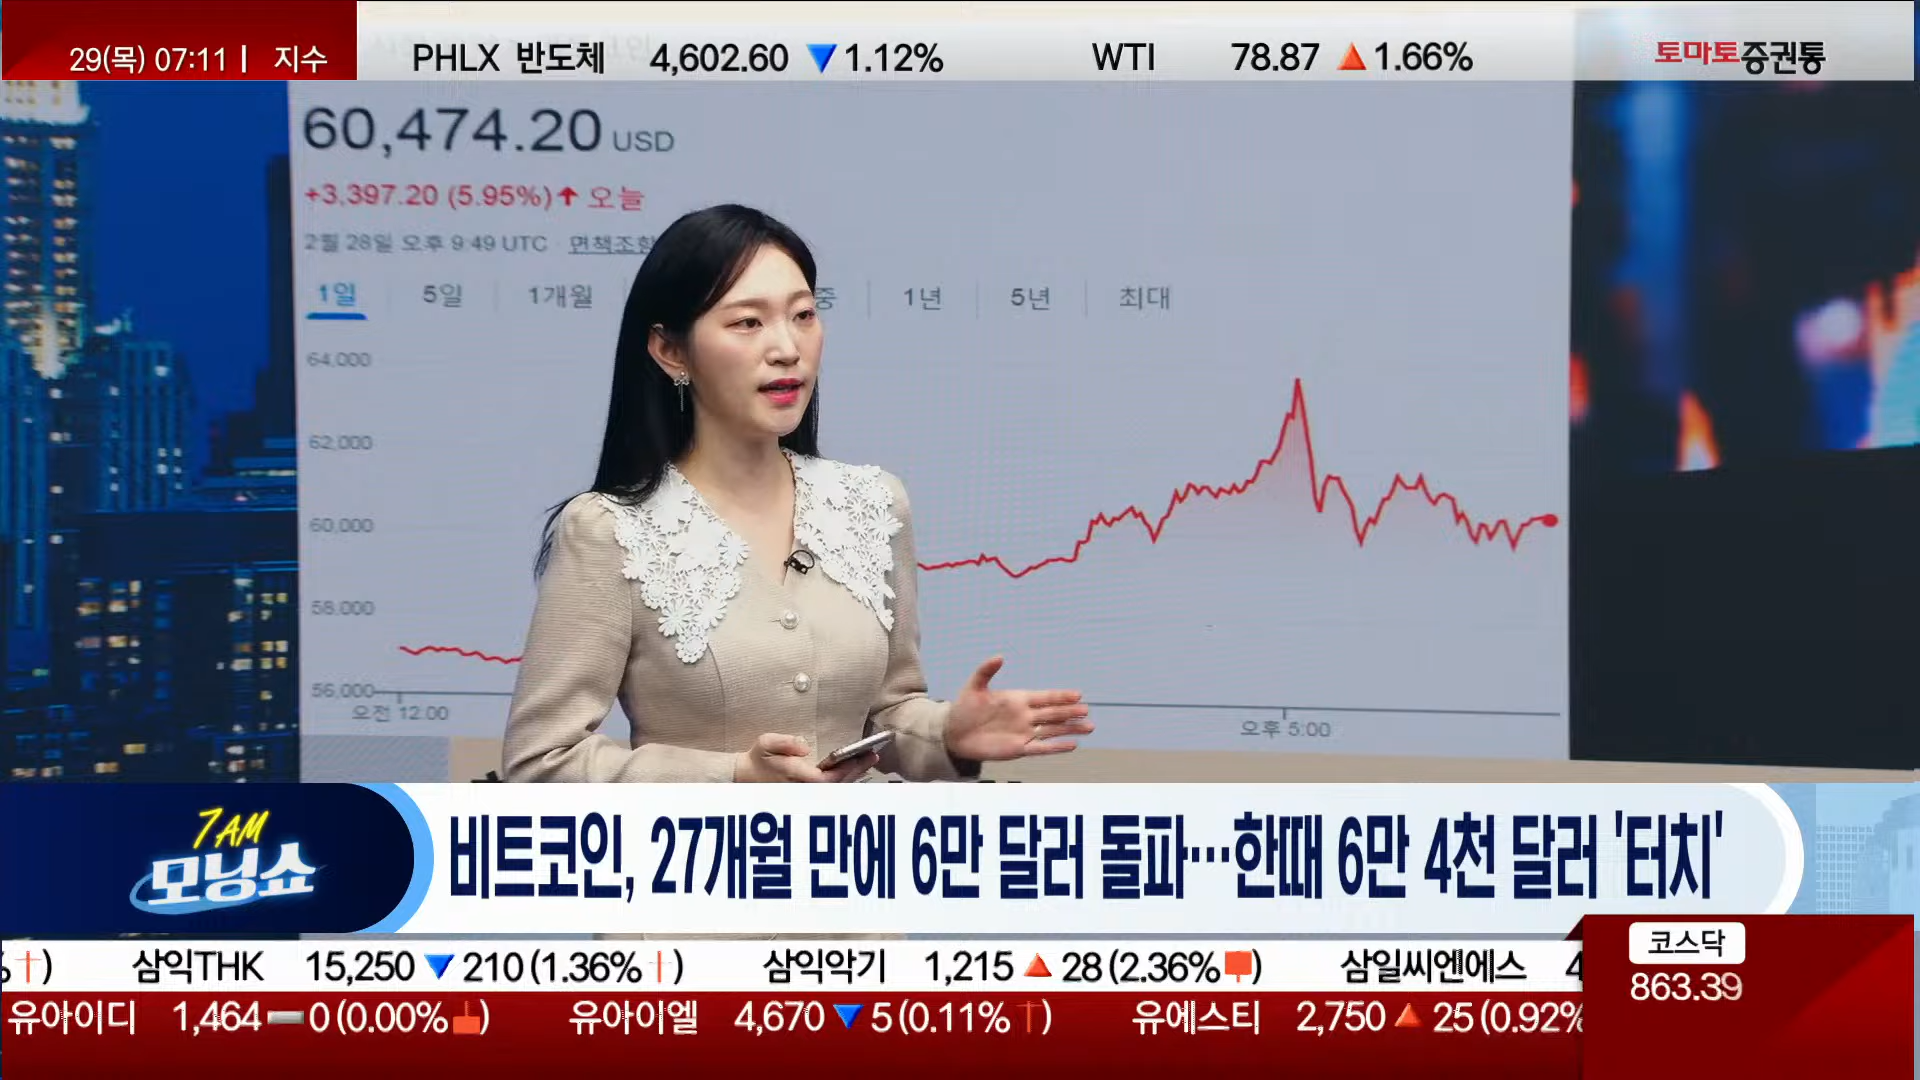 29(목) 07:11 | 지수
PHLX 반도체 4,602.60 ▼1.12% WTI 78.87 ▲1.66%
토마토증권통
60,474.20 USD
+3,397.20 (5.95%)↑ 오늘
2월 28일 오후 9:49 UTC · 면책조항
1일 5일 1개월 중 1년 5년 최대
64,000
62,000
60,000
58,000
56,000
오전 12:00 오후 5:00
7AM
모닝쇼
비트코인, 27개월 만에 6만 달러 돌파…한때 6만 4천 달러 '터치'
%↑) 삼익THK 15,250 ▼210(1.36%↑) 삼익악기 1,215 ▲28(2.36%) 삼일씨엔에스 4
유아이디 1,464 0(0.00%) 유아이엘 4,670 ▼5(0.11%↑) 유에스티 2,750 ▲25(0.92%
코스닥
863.39